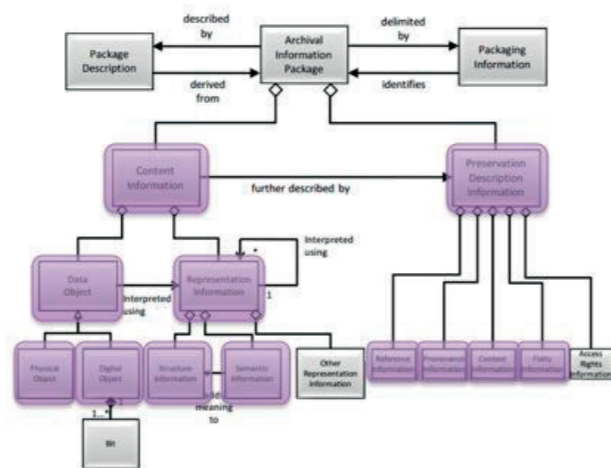 described
by
Archival
Information
Package
delimited
by
Package
Description
Packaging
Information
derived
from
identifies
Content
Information
further described by
Preservation
Description
Information
Interpreted
using
*
1
Data
Object
Interpreted
using
Representation
Information
Physical
Object
Digital
Object
Structure
Information
Semantic
Information
Other
Representation
Information
Reference
Information
Provenance
Information
Context
Information
Fixity
Information
Access
Rights
Information
1
1...*
meaning
to
Bit